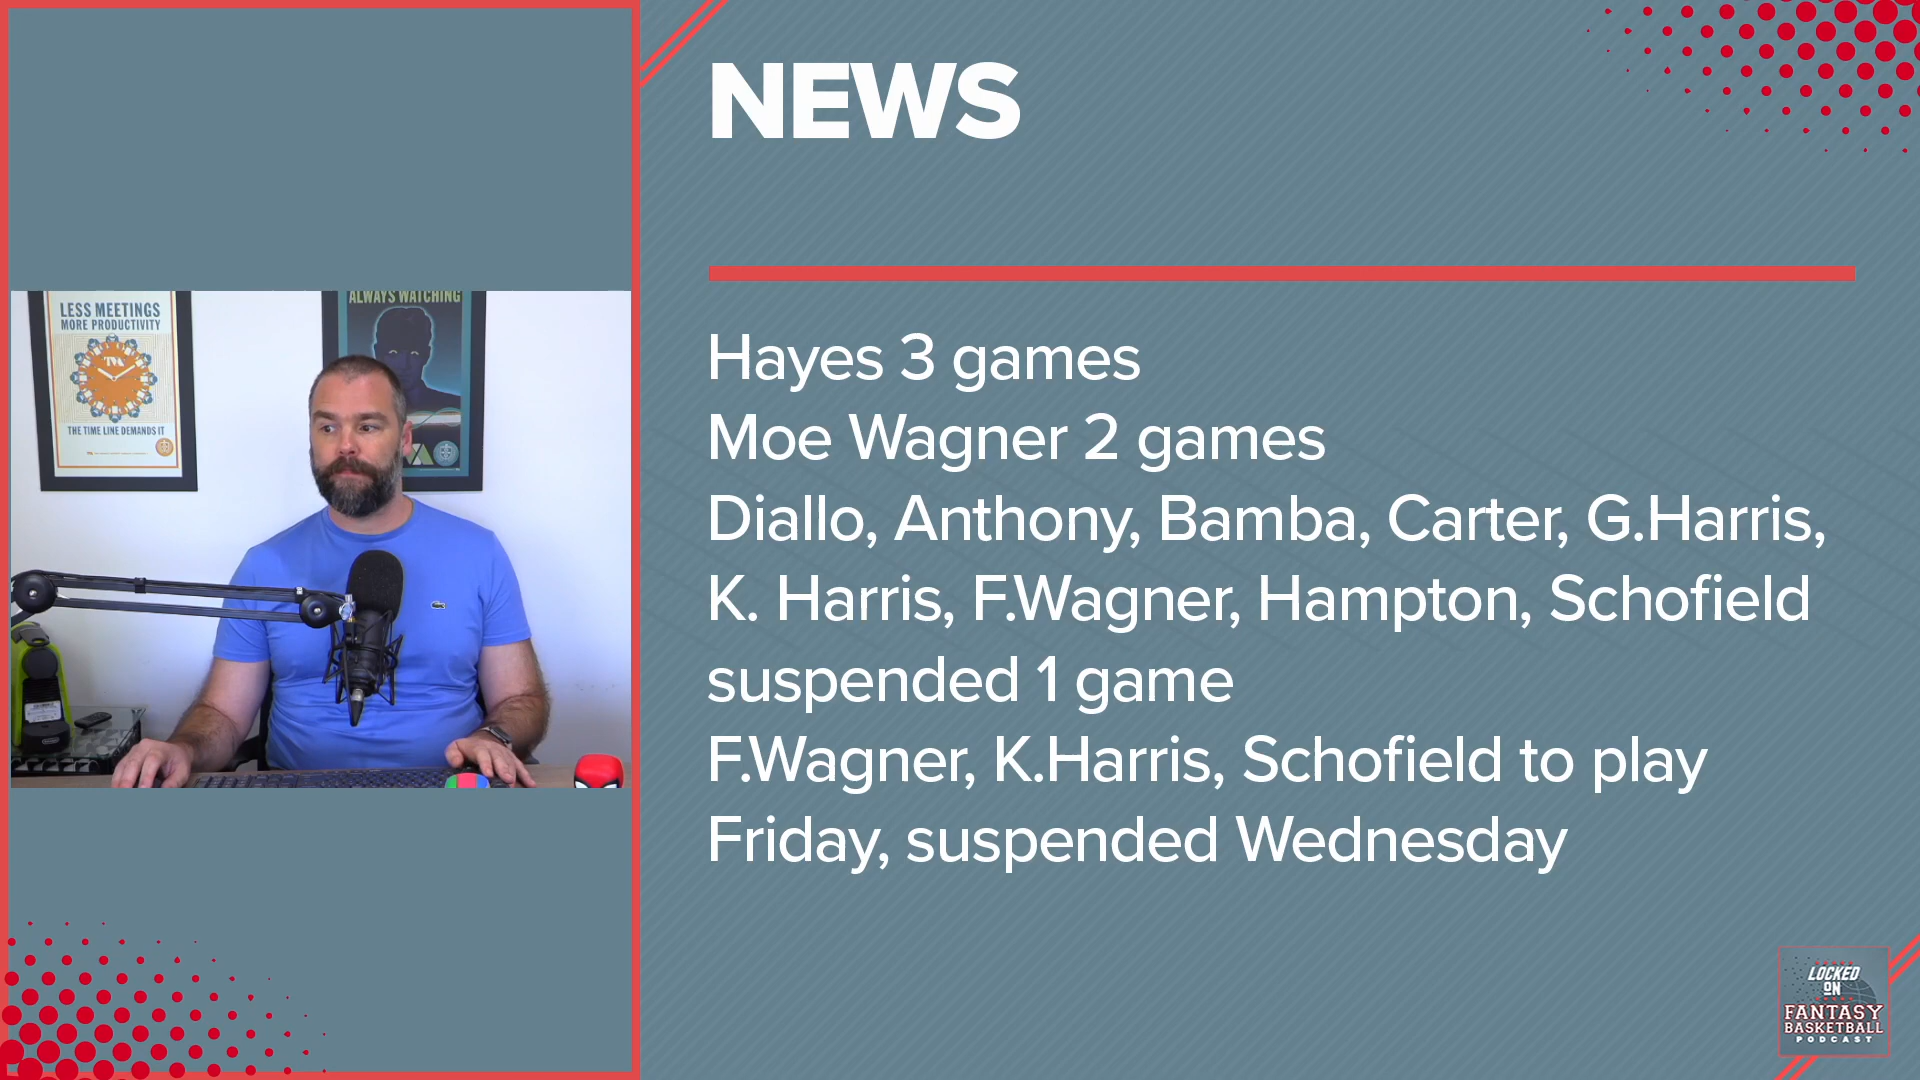 NEWS
Hayes 3 games
Moe Wagner 2 games
Diallo, Anthony, Bamba, Carter, G.Harris,
K. Harris, F.Wagner, Hampton, Schofield
suspended 1 game
F.Wagner, K.Harris, Schofield to play
Friday, suspended Wednesday
LESS MEETINGS
MORE PRODUCTIVITY
TVA
THE TIME LINE DEMANDS IT
ALWAYS WATCHING
LOCKED
ON
FANTASY
BASKETBALL
PODCAST